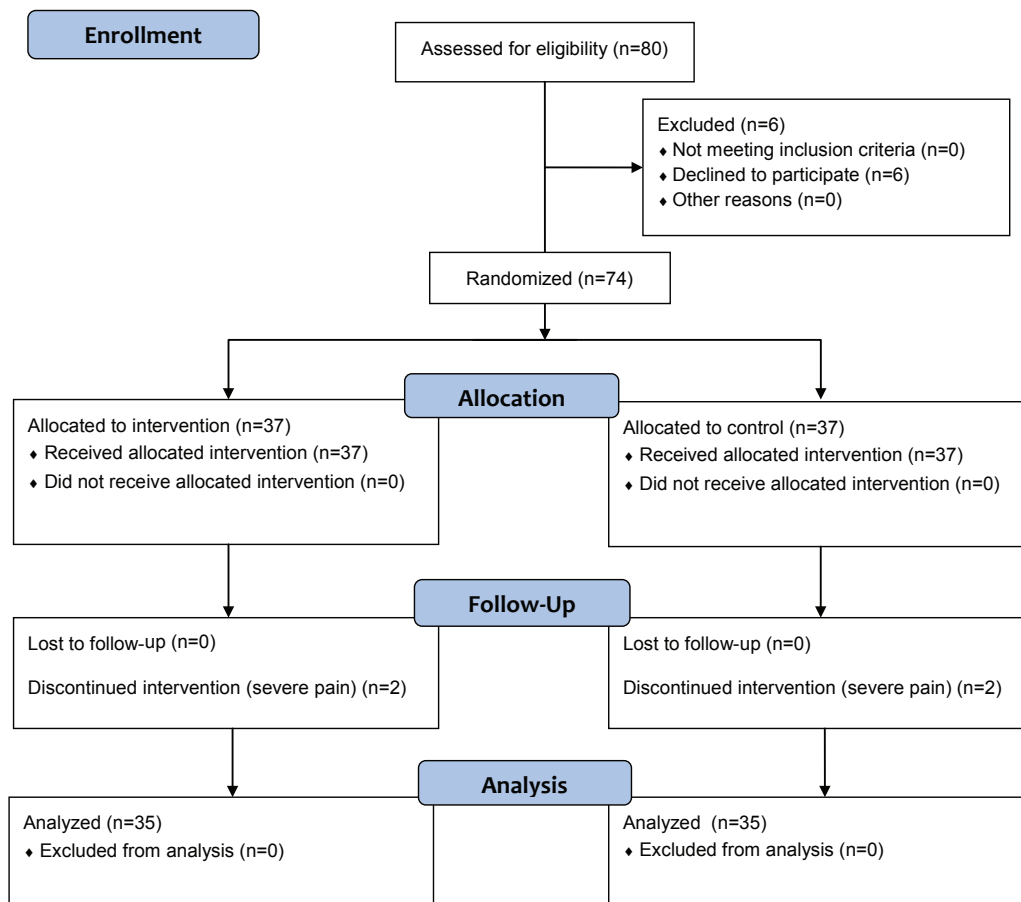 Enrollment
Assessed for eligibility (n=80)
Excluded (n=6)
♦ Not meeting inclusion criteria (n=0)
♦ Declined to participate (n=6)
♦ Other reasons (n=0)
Randomized (n=74)
Allocation
Allocated to intervention (n=37)
♦ Received allocated intervention (n=37)
♦ Did not receive allocated intervention (n=0)
Allocated to control (n=37)
♦ Received allocated intervention (n=37)
♦ Did not receive allocated intervention (n=0)
Follow-Up
Lost to follow-up (n=0)
Discontinued intervention (severe pain) (n=2)
Lost to follow-up (n=0)
Discontinued intervention (severe pain) (n=2)
Analysis
Analyzed (n=35)
♦ Excluded from analysis (n=0)
Analyzed (n=35)
♦ Excluded from analysis (n=0)